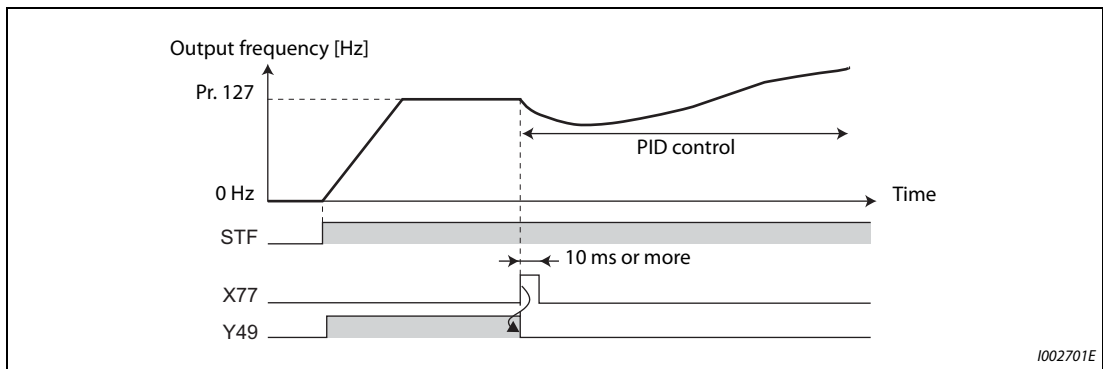 Output frequency [Hz]
Pr. 127
PID control
0 Hz
Time
STF
10 ms or more
X77
Y49
I002701E